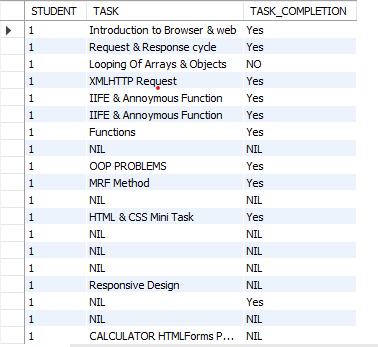 STUDENT TASK TASK_COMPLETION
1 Introduction to Browser & web Yes
1 Request & Response cycle Yes
1 Looping Of Arrays & Objects NO
1 XMLHTTP Request Yes
1 IIFE & Annoymous Function Yes
1 IIFE & Annoymous Function Yes
1 Functions Yes
1 NIL NIL
1 OOP PROBLEMS Yes
1 MRF Method Yes
1 NIL NIL
1 HTML & CSS Mini Task Yes
1 NIL NIL
1 NIL NIL
1 NIL NIL
1 Responsive Design NIL
1 NIL Yes
1 NIL NIL
1 CALCULATOR HTMLForms P... NIL